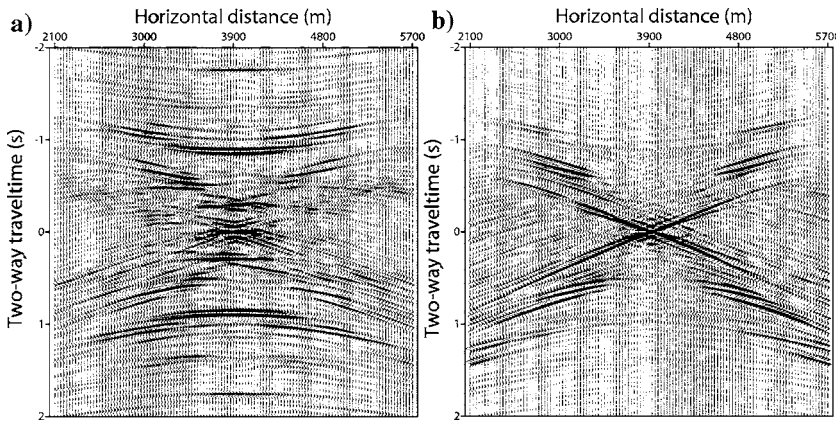 a)
Horizontal distance (m)
2100 3000 3900 4800 5700
Two-way traveltime (s)
-2
-1
0
1
2
b)
Horizontal distance (m)
2100 3000 3900 4800 5700
Two-way traveltime (s)
-2
-1
0
1
2